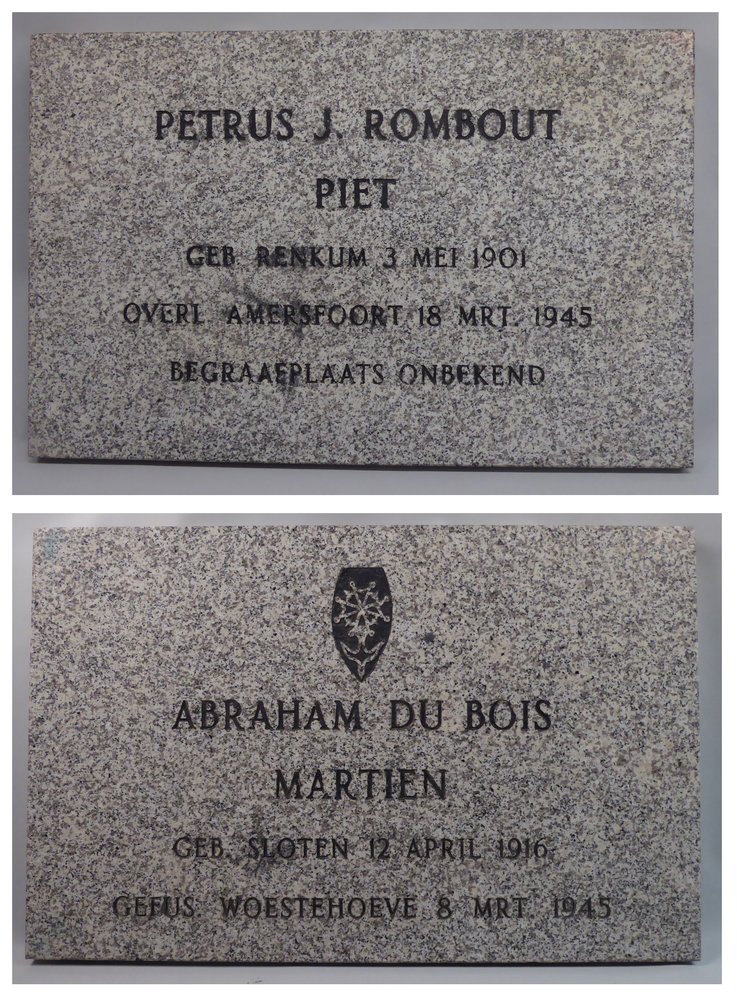 PETRUS J. ROMBOUT
PIET
GEB. RENKUM 3 MEI 1901
OVERL. AMERSFOORT 18 MRT. 1945
BEGRAAFPLAATS ONBEKEND
ABRAHAM DU BOIS
MARTIEN
GEB. SLOTEN 12 APRIL 1916
GEFUS. WOESTEHOEVE 8 MRT. 1945